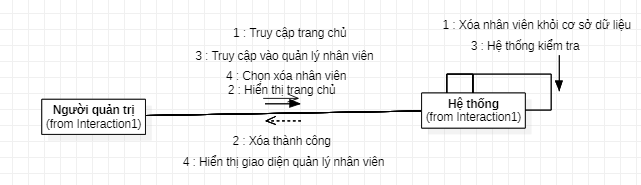 1 : Truy cập trang chủ
3 : Truy cập vào quản lý nhân viên
4 : Chọn xóa nhân viên
2 : Hiển thị trang chủ
1 : Xóa nhân viên khỏi cơ sở dữ liệu
3 : Hệ thống kiểm tra
Người quản trị
(from Interaction1)
Hệ thống
(from Interaction1)
2 : Xóa thành công
4 : Hiển thị giao diện quản lý nhân viên